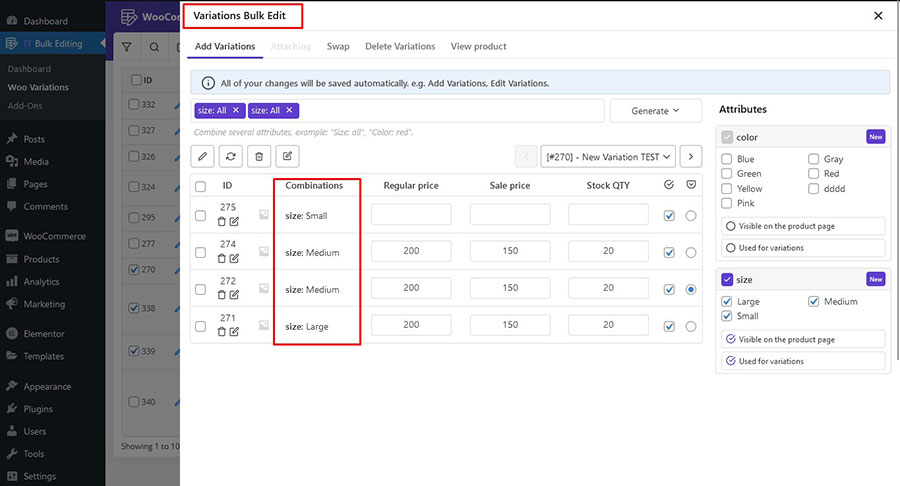 Dashboard
iT Bulk Editing
Dashboard
Woo Variations
Add-Ons
Posts
Media
Pages
Comments
WooCommerce
Products
Analytics
Marketing
Elementor
Templates
Appearance
Plugins
Users
Tools
Settings
WooComm
ID
332
327
326
324
295
277
270
338
339
340
Showing 1 to 10
Variations Bulk Edit
Add Variations Attaching Swap Delete Variations View product
All of your changes will be saved automatically. e.g. Add Variations, Edit Variations.
size: All × size: All × Generate
Combine several attributes, example: "Size: all", "Color: red".
[#270] - New Variation TEST
ID Combinations Regular price Sale price Stock QTY
275 size: Small
274 size: Medium 200 150 20
272 size: Medium 200 150 20
271 size: Large 200 150 20
Attributes
color New
Blue Gray
Green Red
Yellow dddd
Pink
Visible on the product page
Used for variations
size New
Large Medium
Small
Visible on the product page
Used for variations